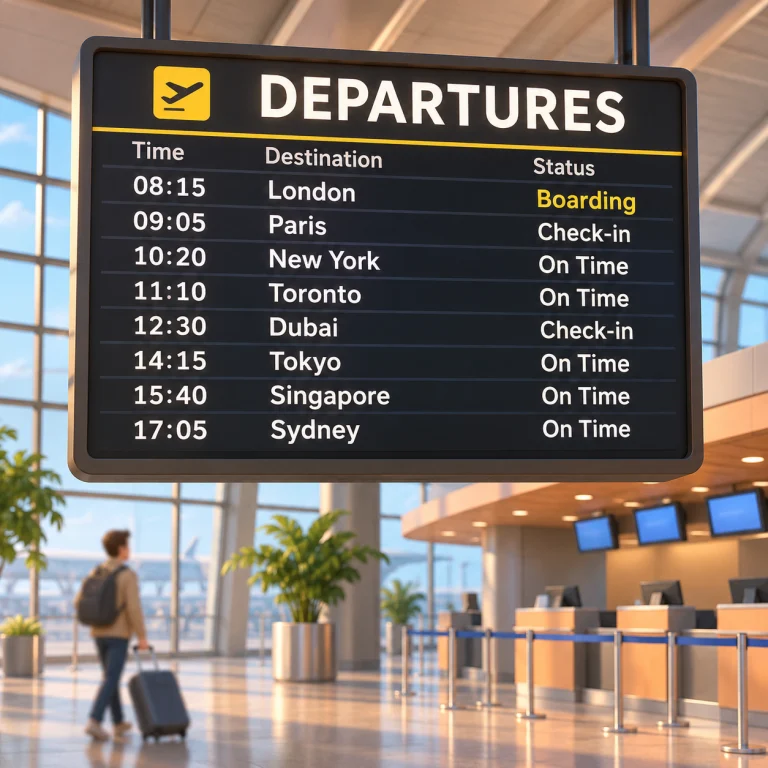 DEPARTURES
Time Destination Status
08:15 London Boarding
09:05 Paris Check-in
10:20 New York On Time
11:10 Toronto On Time
12:30 Dubai Check-in
14:15 Tokyo On Time
15:40 Singapore On Time
17:05 Sydney On Time